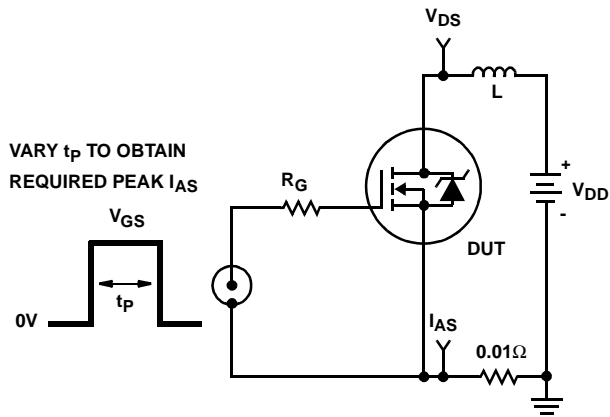 V_DS
L
VARY t_P TO OBTAIN
REQUIRED PEAK I_AS
R_G
+
V_DD
-
V_GS
DUT
t_P
0V
I_AS
0.01Ω